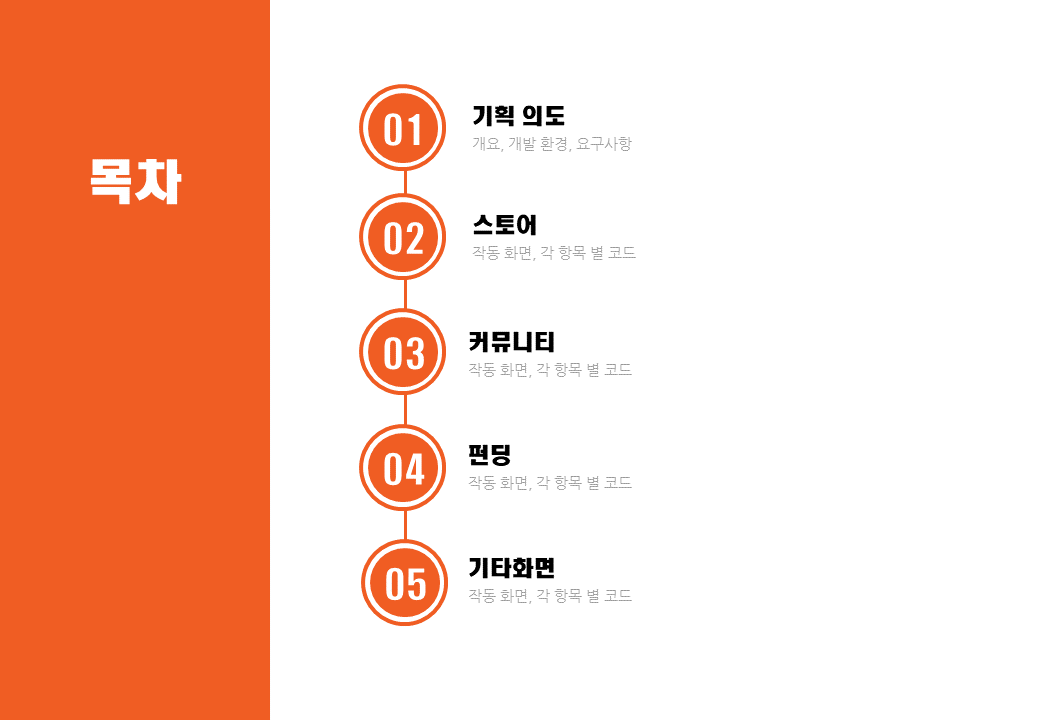 목차
01
기획 의도
개요, 개발 환경, 요구사항
02
스토어
작동 화면, 각 항목 별 코드
03
커뮤니티
작동 화면, 각 항목 별 코드
04
펀딩
작동 화면, 각 항목 별 코드
05
기타화면
작동 화면, 각 항목 별 코드